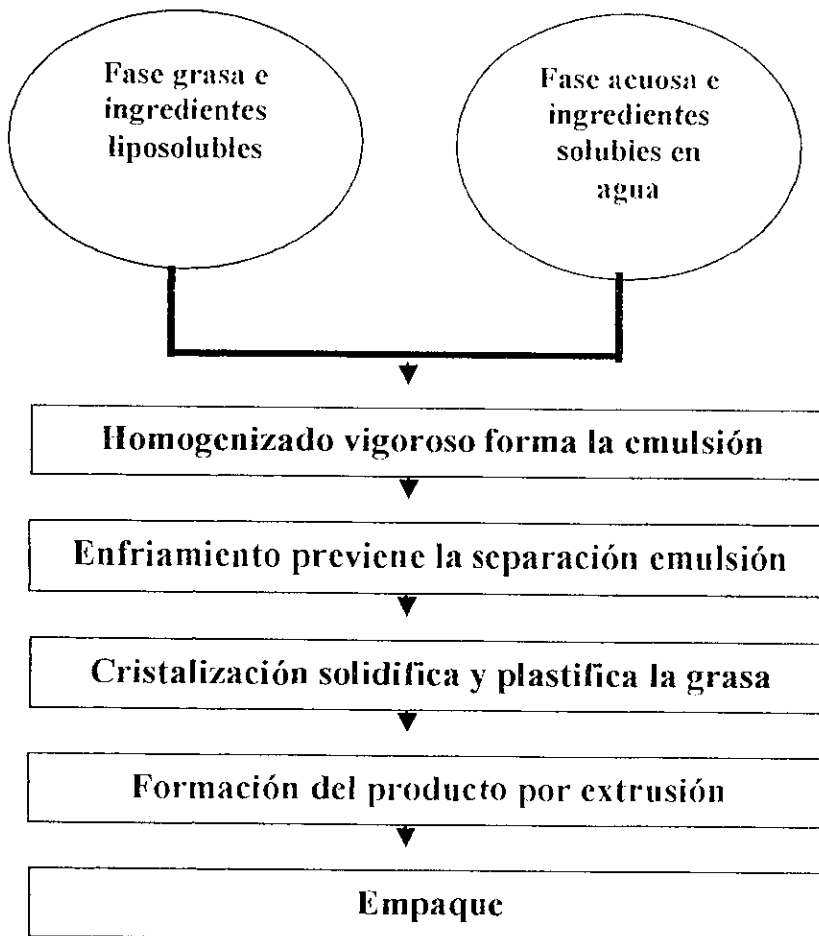 Fase grasa e
ingredientes
liposolubles
Fase acuosa e
ingredientes
solubles en
agua
Homogenizado vigoroso forma la emulsión
Enfriamiento previene la separación emulsión
Cristalización solidifica y plastifica la grasa
Formación del producto por extrusión
Empaque